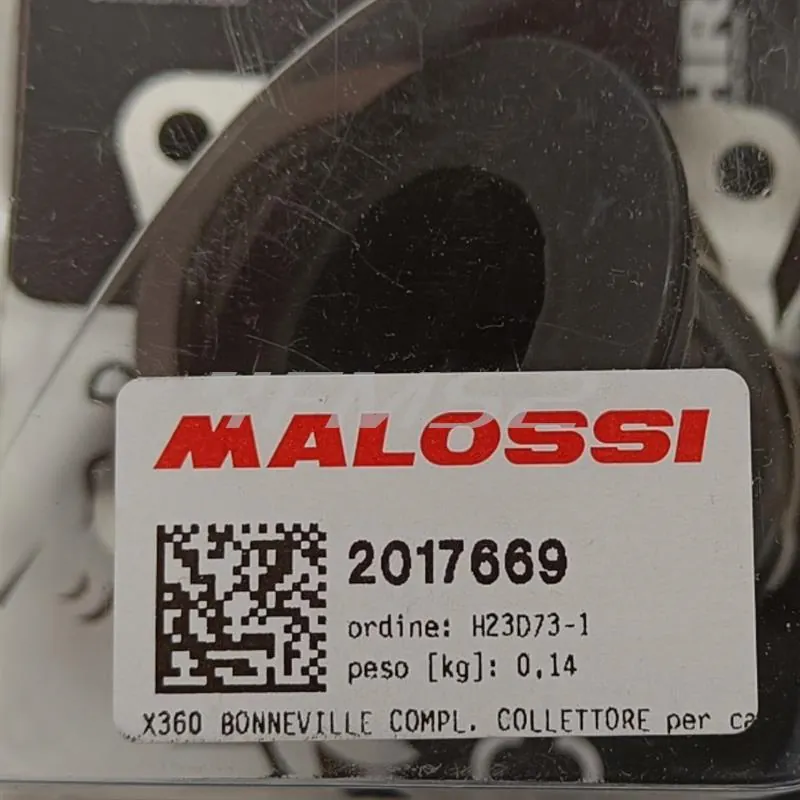 MALOSSI
2017669
ordine: H23D73-1
peso [kg]: 0,14
X360 BONNEVILLE COMPL. COLLETTORE per ca